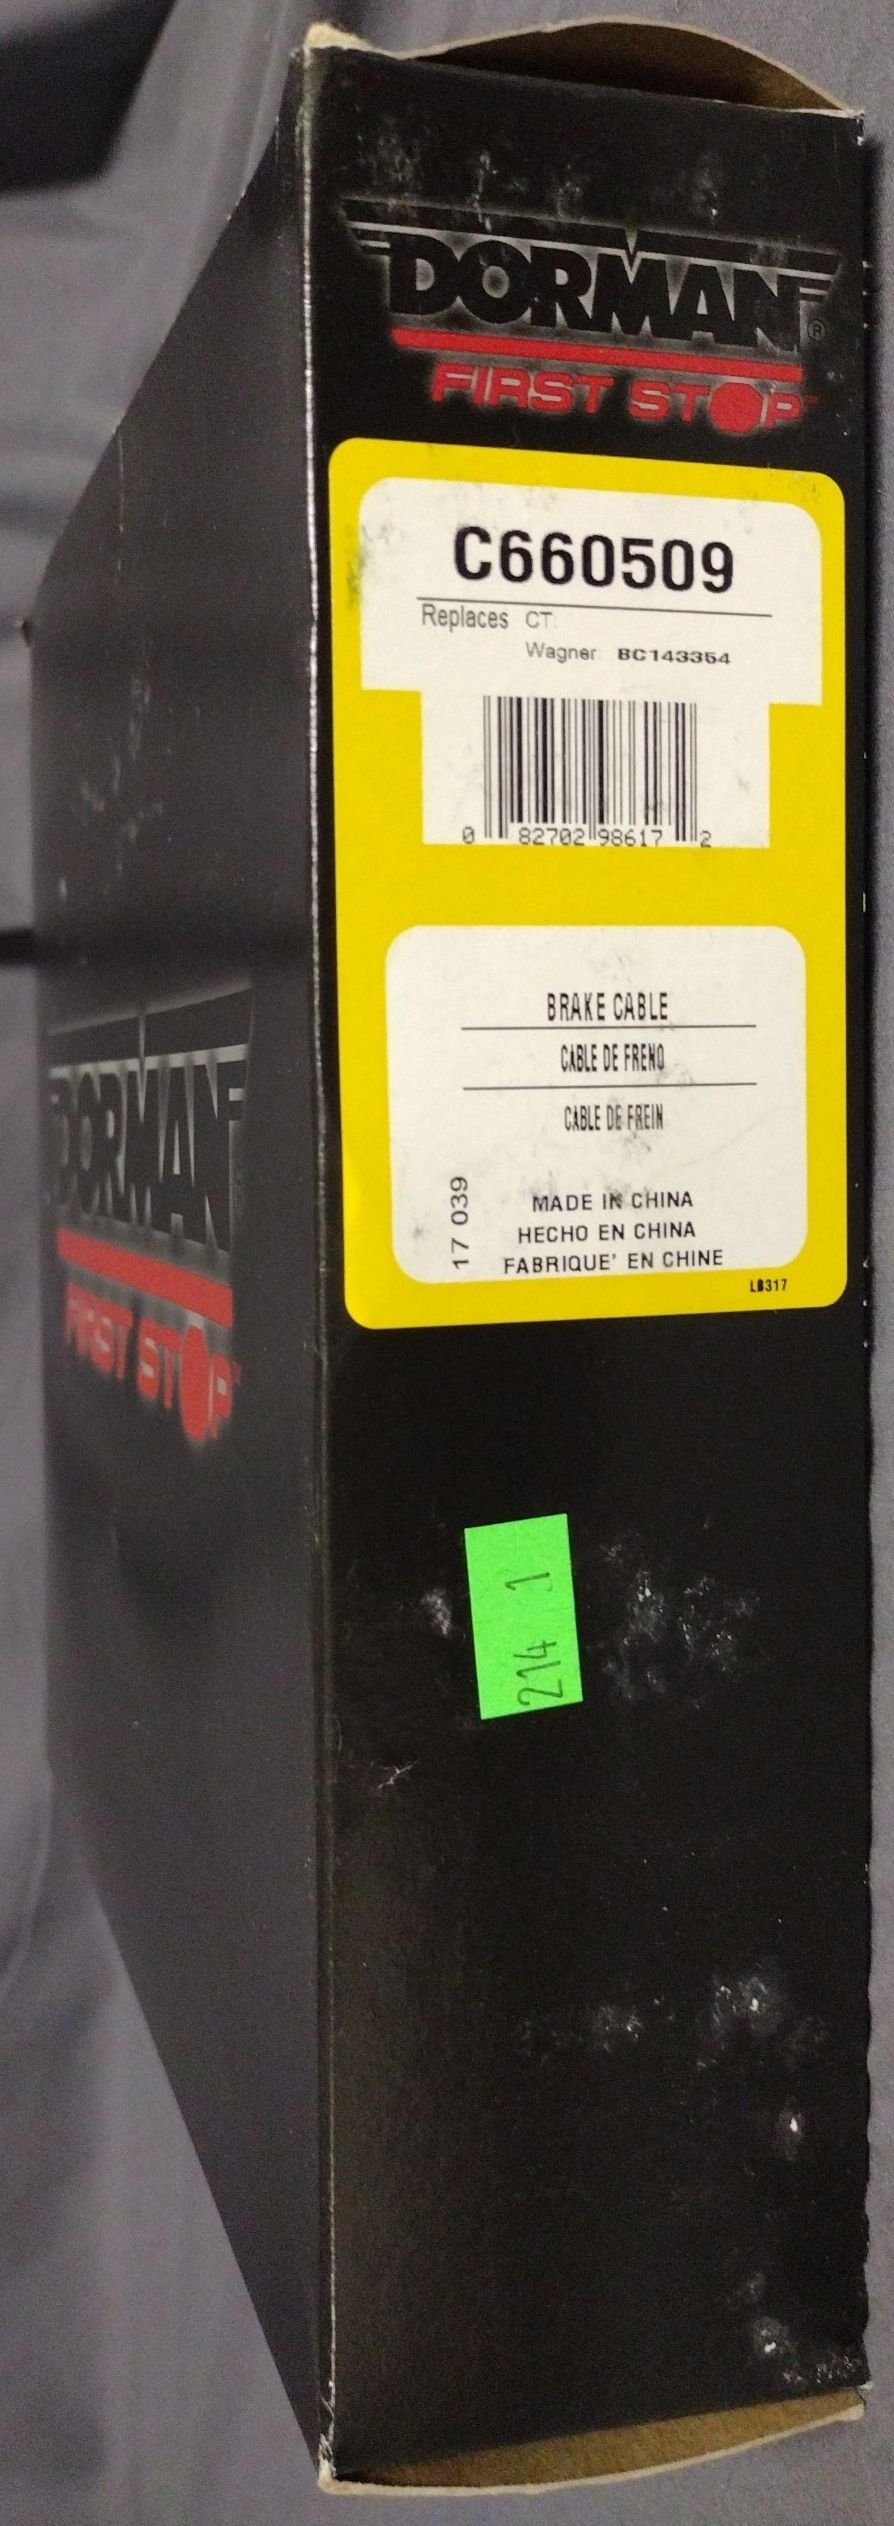 DORMAN®
FIRST STOP™
C660509
Replaces CT:
Wagner: BC143354
0 82702 98617 2
BRAKE CABLE
CABLE DE FRENO
CABLE DE FREIN
17 039
MADE IN CHINA
HECHO EN CHINA
FABRIQUE' EN CHINE
LB317
214 1
DORMAN
FIRST STOP